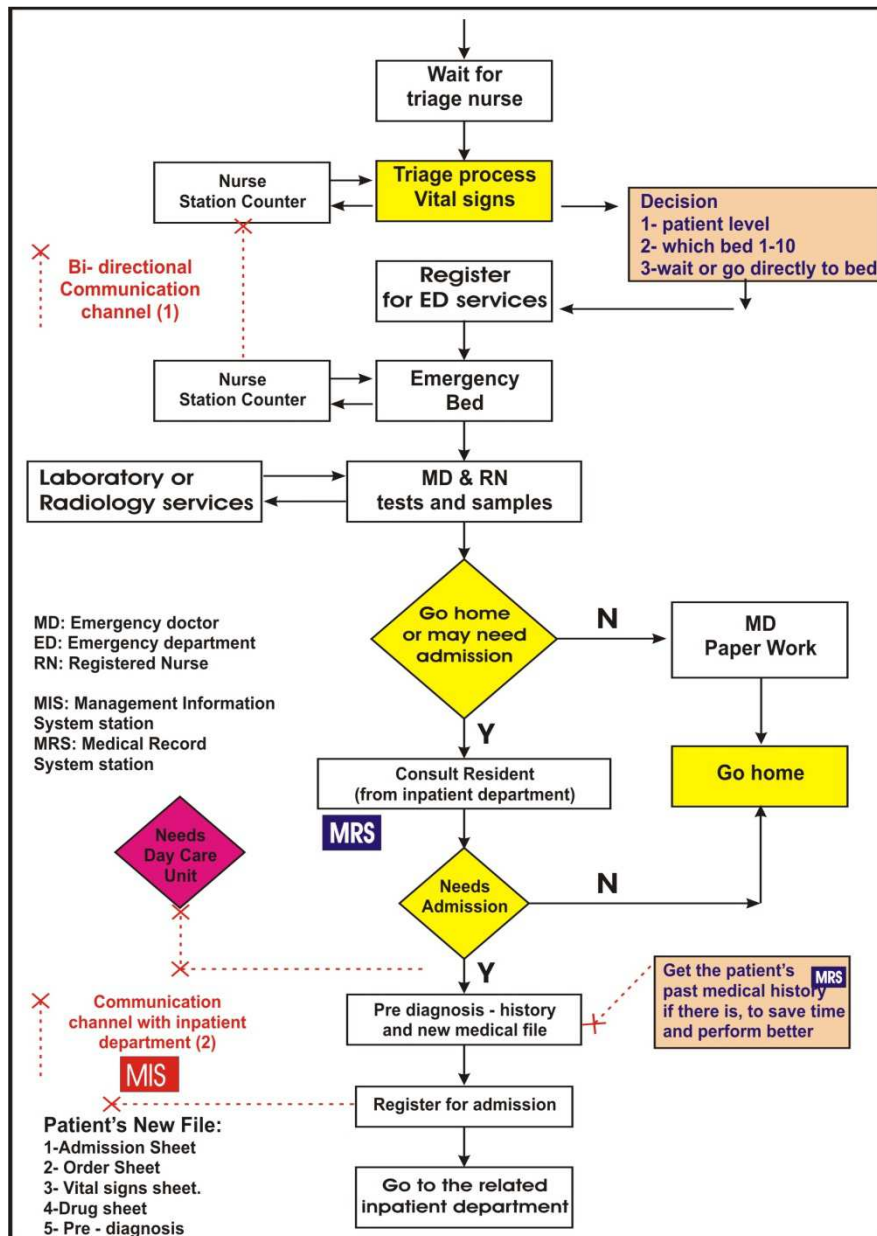 Wait for
triage nurse
Nurse
Station Counter
Triage process
Vital signs
Decision
1- patient level
2- which bed 1-10
3-wait or go directly to bed
Bi- directional
Communication
channel (1)
Register
for ED services
Nurse
Station Counter
Emergency
Bed
Laboratory or
Radiology services
MD & RN
tests and samples
Go home
or may need
admission
N
MD
Paper Work
MD: Emergency doctor
ED: Emergency department
RN: Registered Nurse
MIS: Management Information
System station
MRS: Medical Record
System station
Y
Go home
Consult Resident
(from inpatient department)
MRS
Needs
Day Care
Unit
Needs
Admission
N
Y
Get the patient's
past medical history
MRS
if there is, to save time
and perform better
Communication
channel with inpatient
department (2)
MIS
Pre diagnosis - history
and new medical file
Register for admission
Patient's New File:
1-Admission Sheet
2- Order Sheet
3- Vital signs sheet.
4-Drug sheet
5- Pre - diagnosis
Go to the related
inpatient department